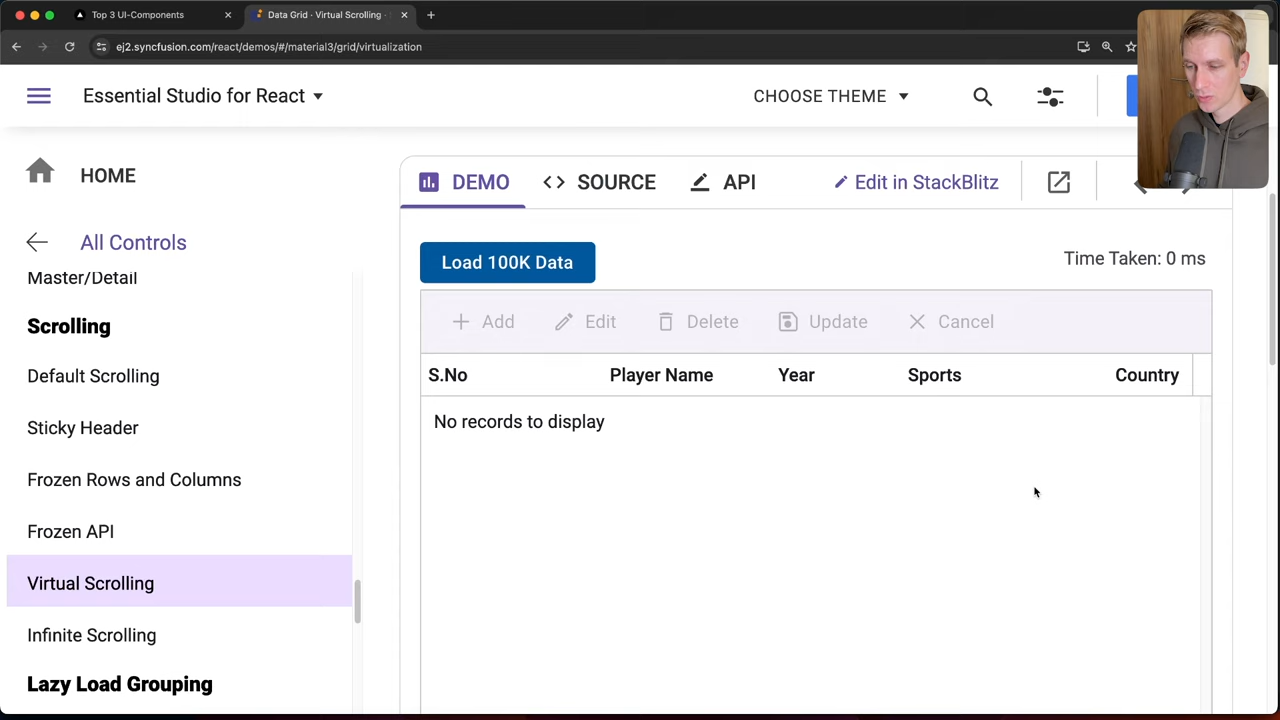 Top 3 UI-Components
Data Grid · Virtual Scrolling ·
ej2.syncfusion.com/react/demos/#/material3/grid/virtualization
Essential Studio for React
CHOOSE THEME
HOME
All Controls
Master/Detail
Scrolling
Default Scrolling
Sticky Header
Frozen Rows and Columns
Frozen API
Virtual Scrolling
Infinite Scrolling
Lazy Load Grouping
DEMO
SOURCE
API
Edit in StackBlitz
Load 100K Data
Time Taken: 0 ms
Add
Edit
Delete
Update
Cancel
S.No
Player Name
Year
Sports
Country
No records to display